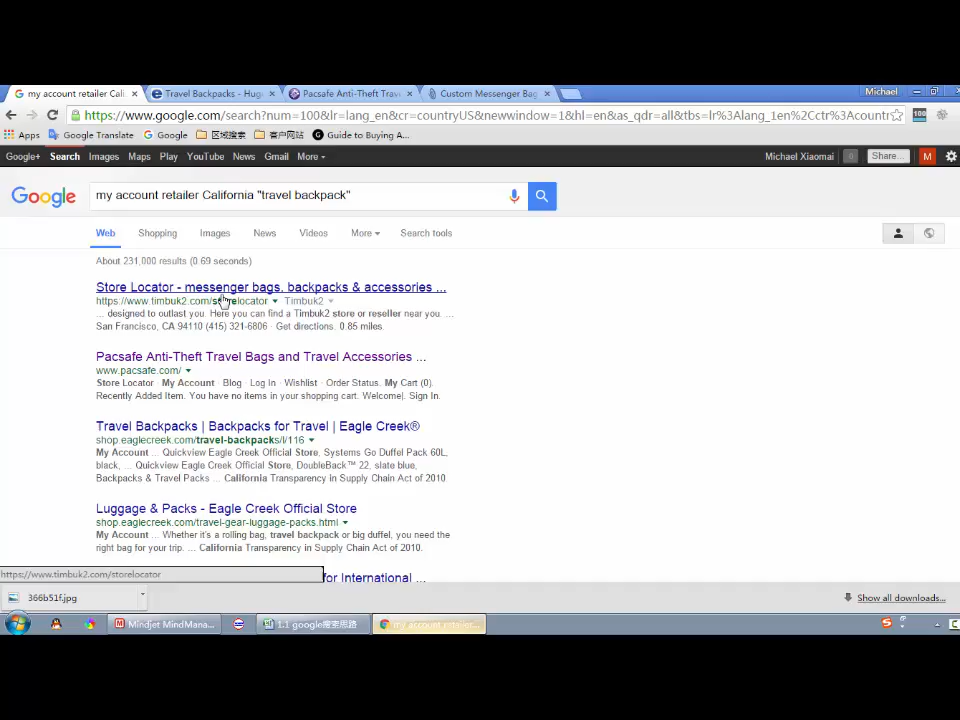 my account retailer Cali
Travel Backpacks - Hug
Pacsafe Anti-Theft Trave
Custom Messenger Bag
Michael
https://www.google.com/search?num=100&lr=lang_en&cr=countryUS&newwindow=1&hl=en&as_qdr=all&tbs=lr%3Alang_1en%2Cctr%3Acountr
Apps
Google Translate
Google
区域搜索
客户网站
Guide to Buying A...
Google+ Search Images Maps Play YouTube News Gmail More
Michael Xiaomai
0
Share...
M
Google
my account retailer California "travel backpack"
Web Shopping Images News Videos More Search tools
About 231,000 results (0.69 seconds)
Store Locator - messenger bags, backpacks & accessories ...
https://www.timbuk2.com/storelocator Timbuk2
... designed to outlast you. Here you can find a Timbuk2 store or reseller near you. ...
San Francisco, CA 94110 (415) 321-6806 · Get directions. 0.85 miles.
Pacsafe Anti-Theft Travel Bags and Travel Accessories ...
www.pacsafe.com/
Store Locator · My Account · Blog · Log In · Wishlist · Order Status. My Cart (0).
Recently Added Item. You have no items in your shopping cart. Welcome!. Sign In.
Travel Backpacks | Backpacks for Travel | Eagle Creek®
shop.eaglecreek.com/travel-backpacks/l/116
My Account ... Quickview Eagle Creek Official Store, Systems Go Duffel Pack 60L,
black, ... Quickview Eagle Creek Official Store, DoubleBack™ 22, slate blue,
Backpacks & Travel Packs ... California Transparency in Supply Chain Act of 2010
Luggage & Packs - Eagle Creek Official Store
shop.eaglecreek.com/travel-gear-luggage-packs.html
My Account ... Whether it's a rolling bag, travel backpack or big duffel, you need the
right bag for your trip. ... California Transparency in Supply Chain Act of 2010.
for International ...
https://www.timbuk2.com/storelocator
366b51f.jpg
Show all downloads...
Mindjet MindMana...
1.1 google搜索思路
my account retailer...